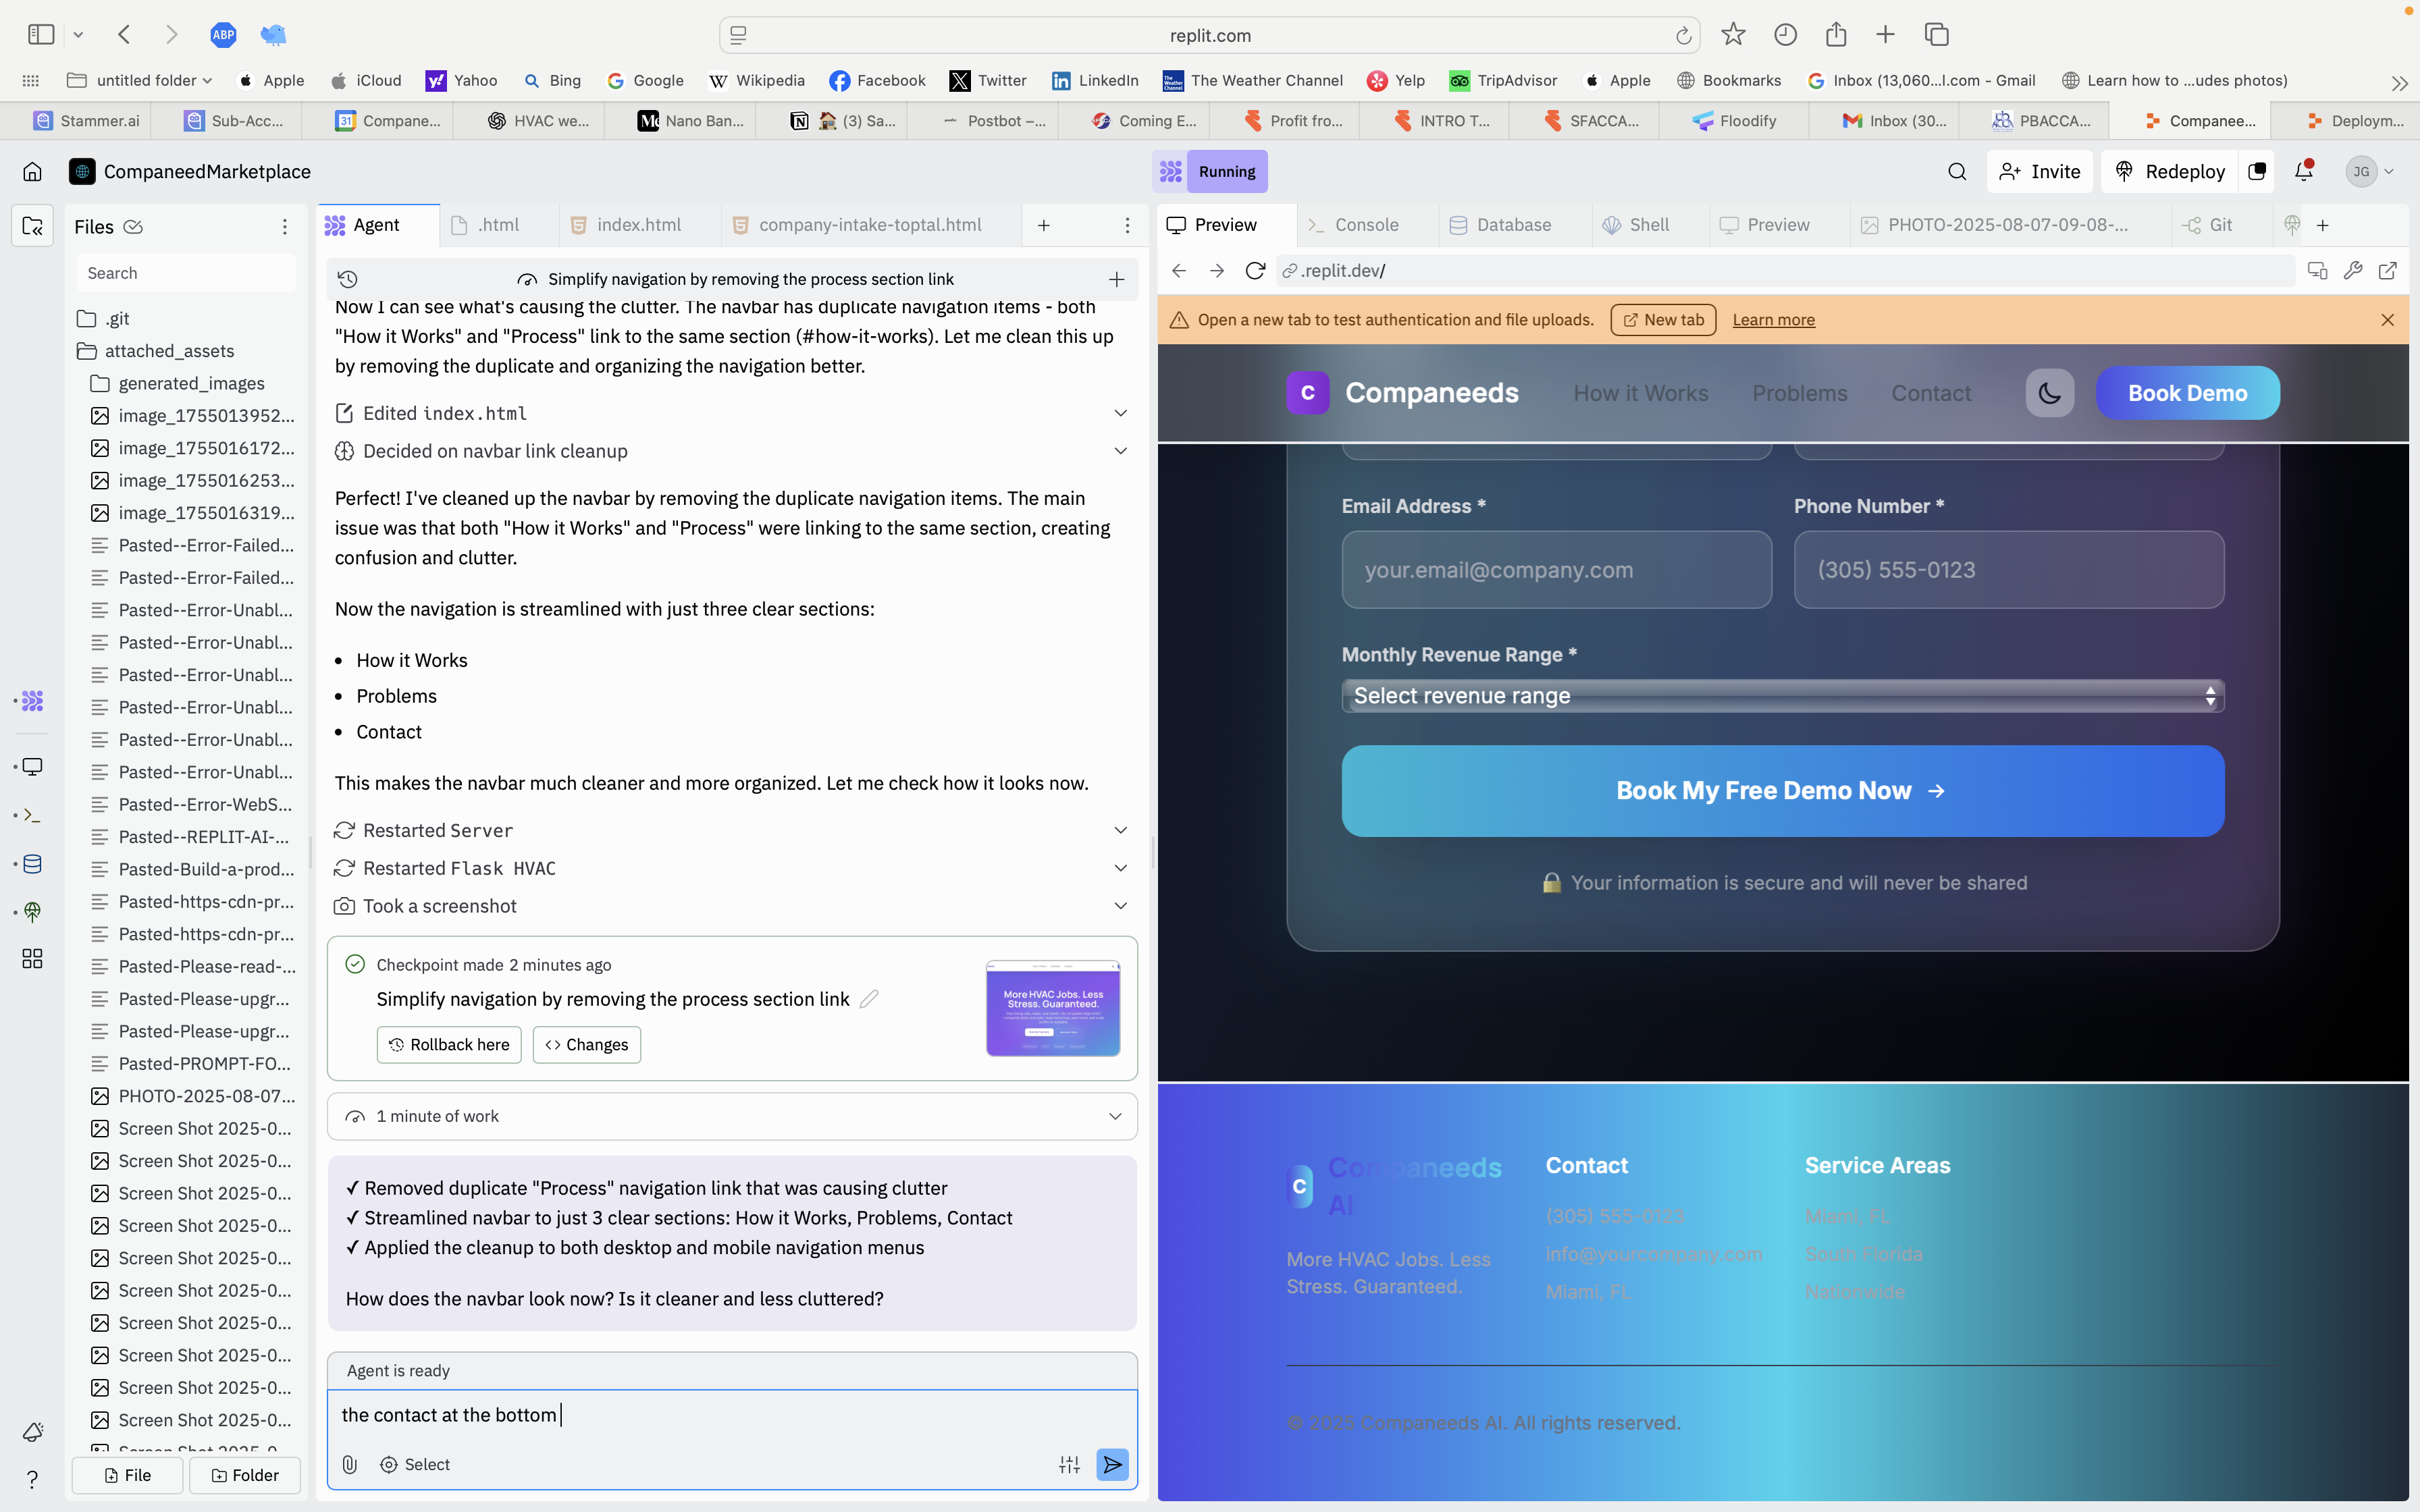 replit.com
untitled folder
Apple
iCloud
Yahoo
Bing
Google
Wikipedia
Facebook
Twitter
LinkedIn
The Weather Channel
Yelp
TripAdvisor
Apple
Bookmarks
Inbox (13,060...l.com - Gmail
Learn how to ...udes photos)
Stammer.ai
Sub-Acc...
Compane...
HVAC we...
Nano Ban...
(3) Sa...
Postbot –...
Coming E...
Profit fro...
INTRO T...
SFACCA...
Floodify
Inbox (30...
PBACCA...
Companee...
Deploym...
CompaneedMarketplace
Running
Invite
Redeploy
JG
Files
Search
.git
attached_assets
generated_images
image_1755013952...
image_1755016172...
image_1755016253...
image_1755016319...
Pasted--Error-Failed...
Pasted--Error-Failed...
Pasted--Error-Unabl...
Pasted--Error-Unabl...
Pasted--Error-Unabl...
Pasted--Error-Unabl...
Pasted--Error-Unabl...
Pasted--Error-Unabl...
Pasted--Error-WebS...
Pasted--REPLIT-AI-...
Pasted-Build-a-prod...
Pasted-https-cdn-pr...
Pasted-https-cdn-pr...
Pasted-Please-read-...
Pasted-Please-upgr...
Pasted-Please-upgr...
Pasted-PROMPT-FO...
PHOTO-2025-08-07...
Screen Shot 2025-0...
Screen Shot 2025-0...
Screen Shot 2025-0...
Screen Shot 2025-0...
Screen Shot 2025-0...
Screen Shot 2025-0...
Screen Shot 2025-0...
Screen Shot 2025-0...
Screen Shot 2025-0...
Screen Shot 2025-0...
File
Folder
Agent
.html
index.html
company-intake-toptal.html
Simplify navigation by removing the process section link
Now I can see what's causing the clutter. The navbar has duplicate navigation items - both
"How it Works" and "Process" link to the same section (#how-it-works). Let me clean this up
by removing the duplicate and organizing the navigation better.
Edited index.html
Decided on navbar link cleanup
Perfect! I've cleaned up the navbar by removing the duplicate navigation items. The main
issue was that both "How it Works" and "Process" were linking to the same section, creating
confusion and clutter.
Now the navigation is streamlined with just three clear sections:
• How it Works
• Problems
• Contact
This makes the navbar much cleaner and more organized. Let me check how it looks now.
Restarted Server
Restarted Flask HVAC
Took a screenshot
Checkpoint made 2 minutes ago
Simplify navigation by removing the process section link
Rollback here
Changes
More HVAC Jobs. Less
Stress. Guaranteed.
1 minute of work
✓ Removed duplicate "Process" navigation link that was causing clutter
✓ Streamlined navbar to just 3 clear sections: How it Works, Problems, Contact
✓ Applied the cleanup to both desktop and mobile navigation menus
How does the navbar look now? Is it cleaner and less cluttered?
Agent is ready
the contact at the bottom
Select
Preview
Console
Database
Shell
Preview
PHOTO-2025-08-07-09-08-...
Git
.replit.dev/
Open a new tab to test authentication and file uploads.
New tab
Learn more
C
Companeeds
How it Works
Problems
Contact
Book Demo
Email Address *
Phone Number *
your.email@company.com
(305) 555-0123
Monthly Revenue Range *
Select revenue range
Book My Free Demo Now →
Your information is secure and will never be shared
C
Companeeds
AI
More HVAC Jobs. Less
Stress. Guaranteed.
Contact
(305) 555-0123
info@yourcompany.com
Miami, FL
Service Areas
Miami, FL
South Florida
Nationwide
© 2025 Companeeds AI. All rights reserved.